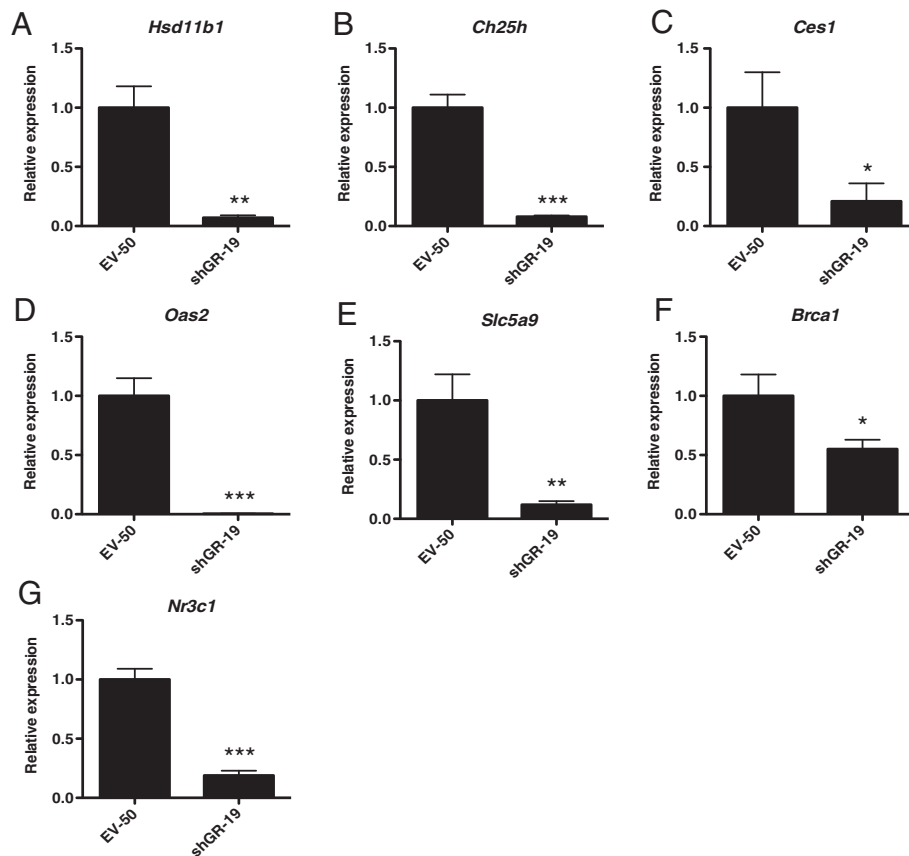 A
Hsd11b1
Relative expression
1.5
1.0
0.5
0.0
**
EV-50
shGR-19
B
Ch25h
Relative expression
1.5
1.0
0.5
0.0
***
EV-50
shGR-19
C
Ces1
Relative expression
1.5
1.0
0.5
0.0
*
EV-50
shGR-19
D
Oas2
Relative expression
1.5
1.0
0.5
0.0
***
EV-50
shGR-19
E
Slc5a9
Relative expression
1.5
1.0
0.5
0.0
**
EV-50
shGR-19
F
Brca1
Relative expression
1.5
1.0
0.5
0.0
*
EV-50
shGR-19
G
Nr3c1
Relative expression
1.5
1.0
0.5
0.0
***
EV-50
shGR-19